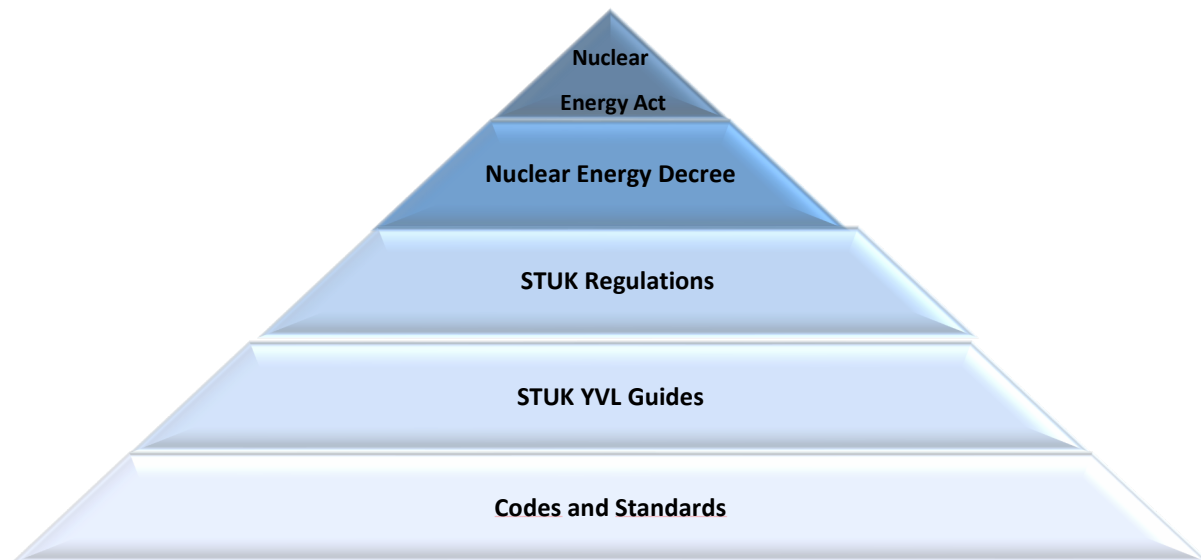 Nuclear
Energy Act
Nuclear Energy Decree
STUK Regulations
STUK YVL Guides
Codes and Standards